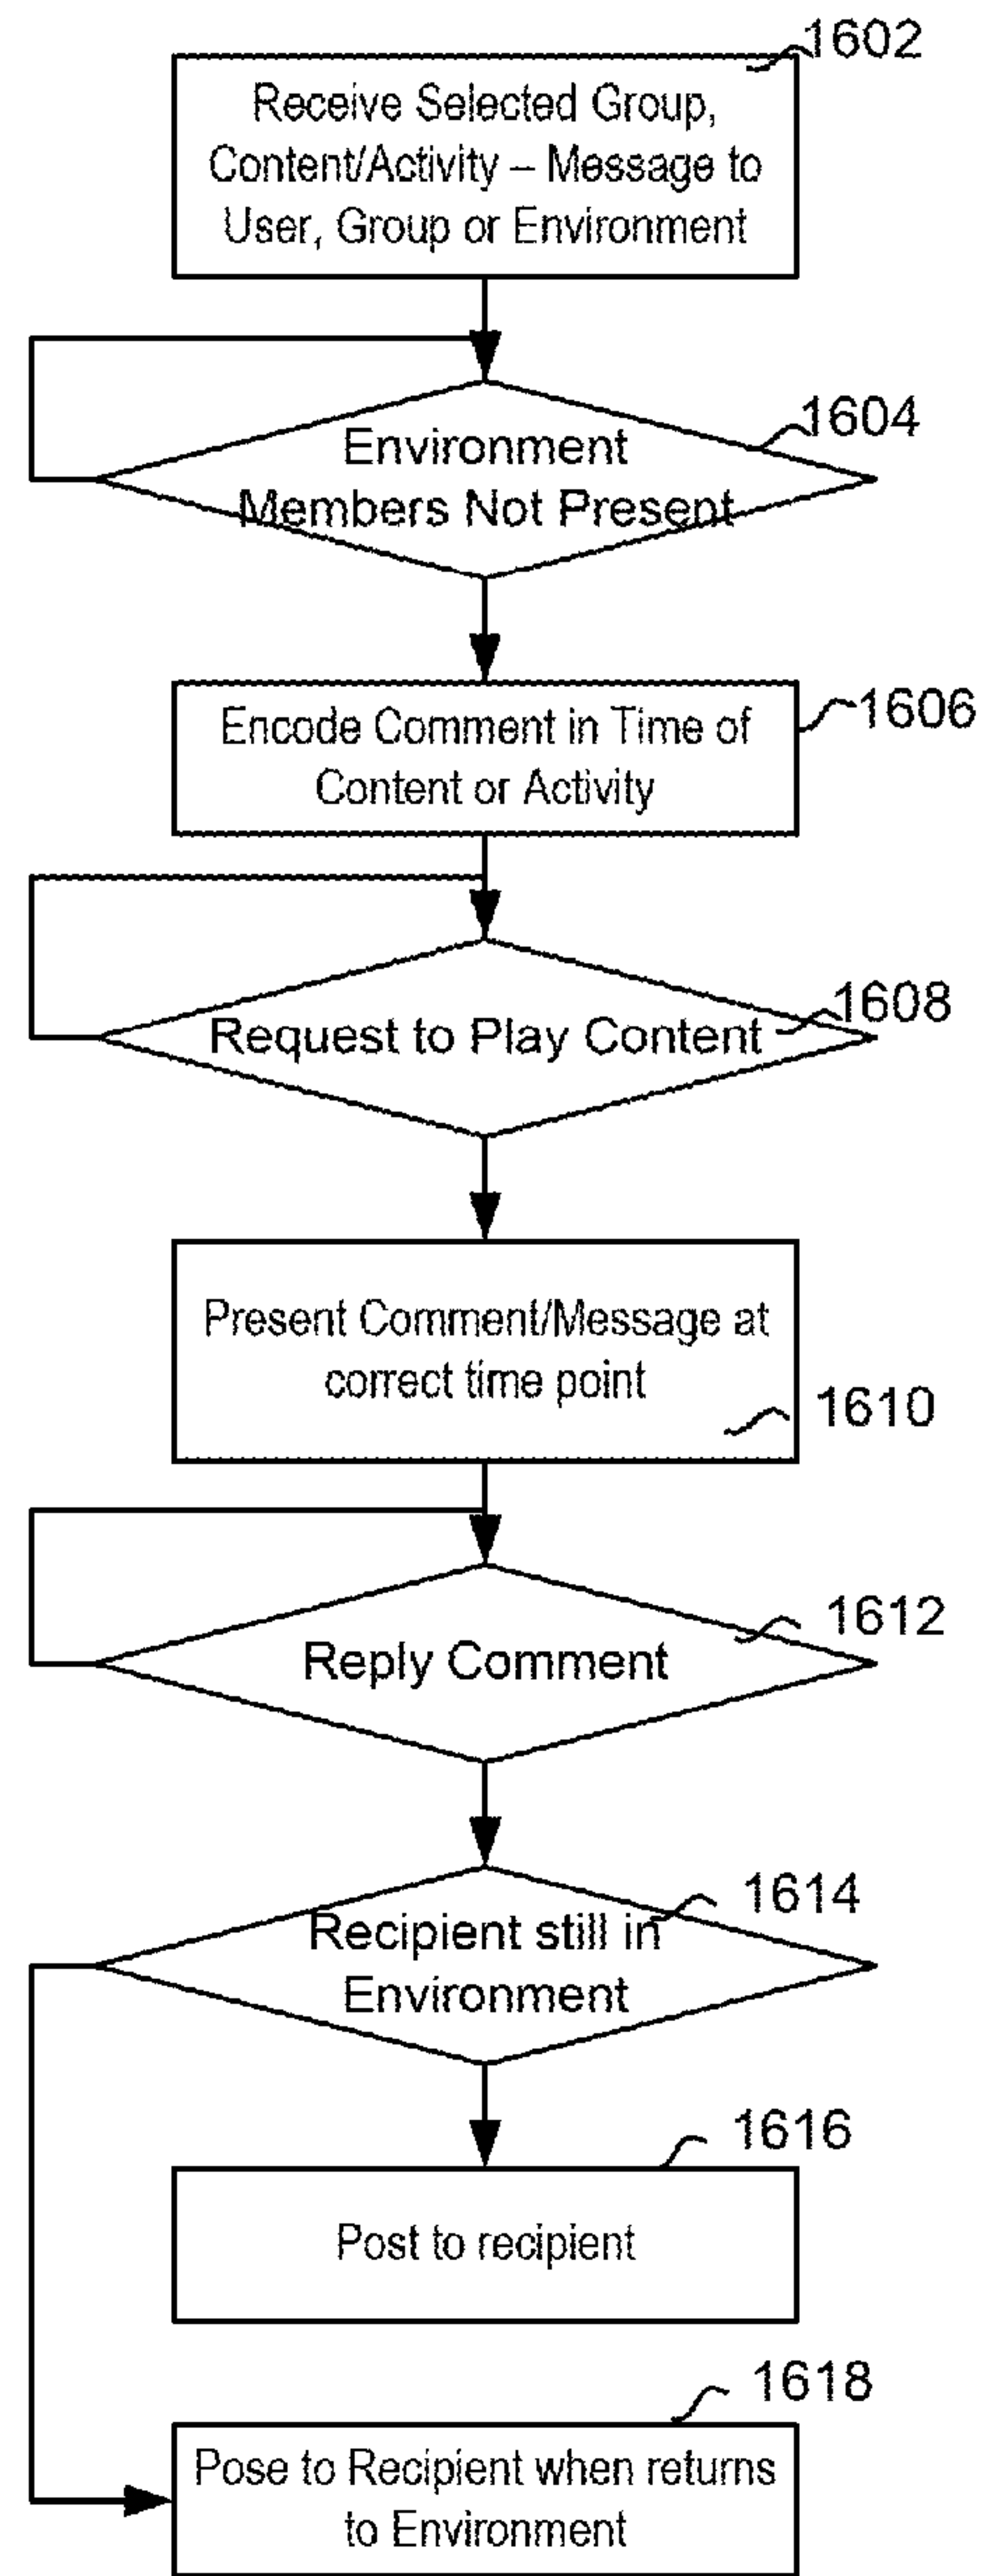 1602
Receive Selected Group,
Content/Activity – Message to
User, Group or Environment
1604
Environment
Members Not Present
1606
Encode Comment in Time of
Content or Activity
1608
Request to Play Content
Present Comment/Message at
correct time point
1610
1612
Reply Comment
1614
Recipient still in
Environment
1616
Post to recipient
1618
Pose to Recipient when returns
to Environment